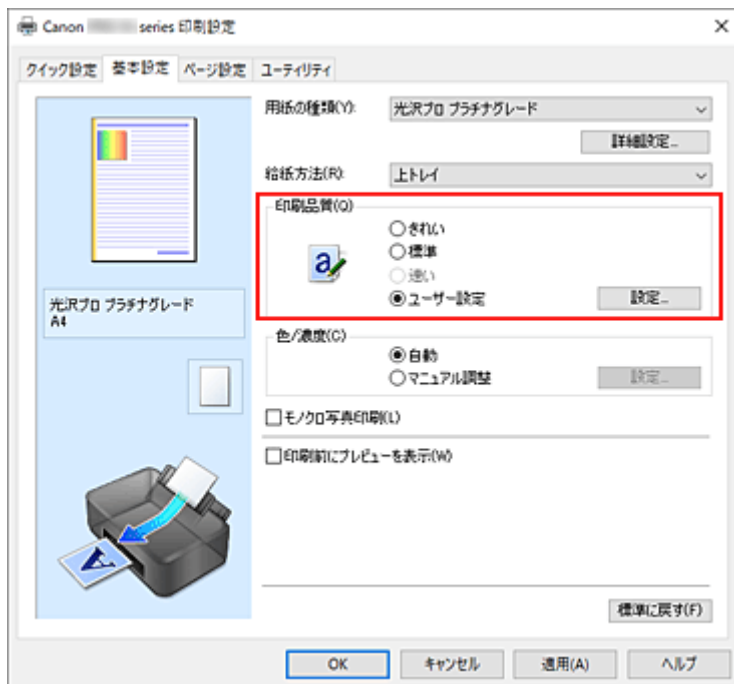 Canon series 印刷設定
クイック設定 基本設定 ページ設定 ユーティリティ
用紙の種類(Y): 光沢プロ プラチナグレード
詳細設定...
給紙方法(R): 上トレイ
印刷品質(Q)
きれい
標準
速い
ユーザー設定 設定...
光沢プロ プラチナグレード
A4
色/濃度(C)
自動
マニュアル調整 設定...
モノクロ写真印刷(L)
印刷前にプレビューを表示(W)
標準に戻す(F)
OK キャンセル 適用(A) ヘルプ